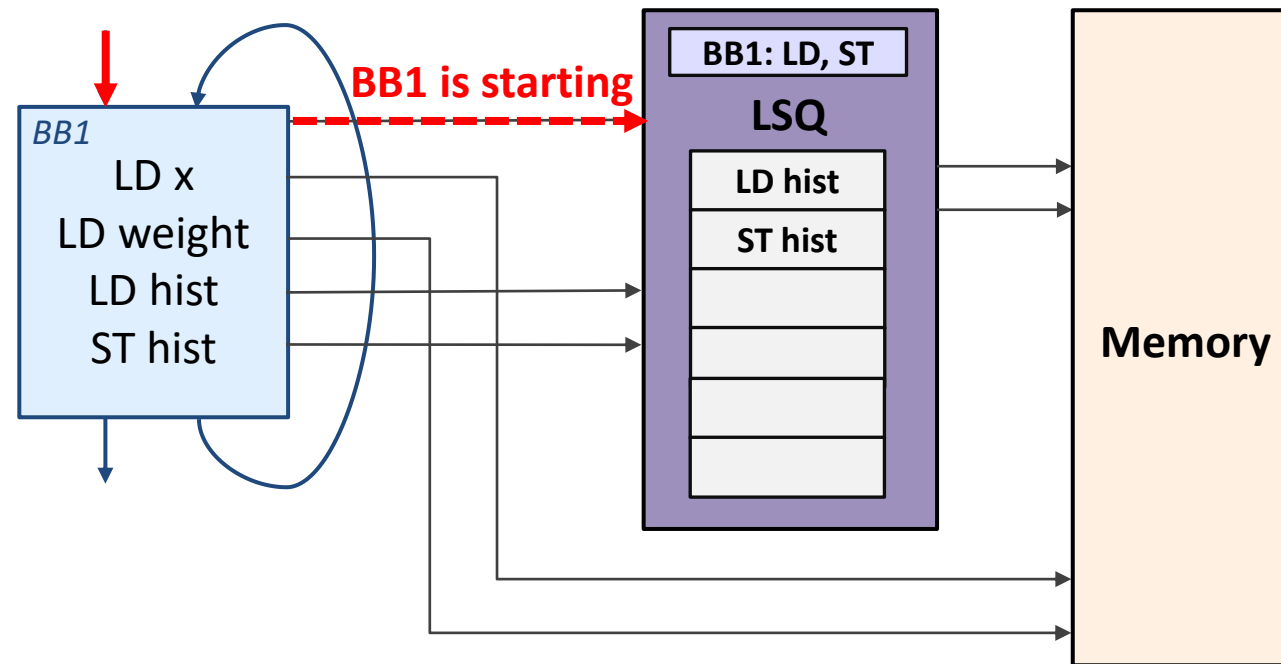 BB1
LD x
LD weight
LD hist
ST hist
BB1 is starting
BB1: LD, ST
LSQ
LD hist
ST hist
Memory